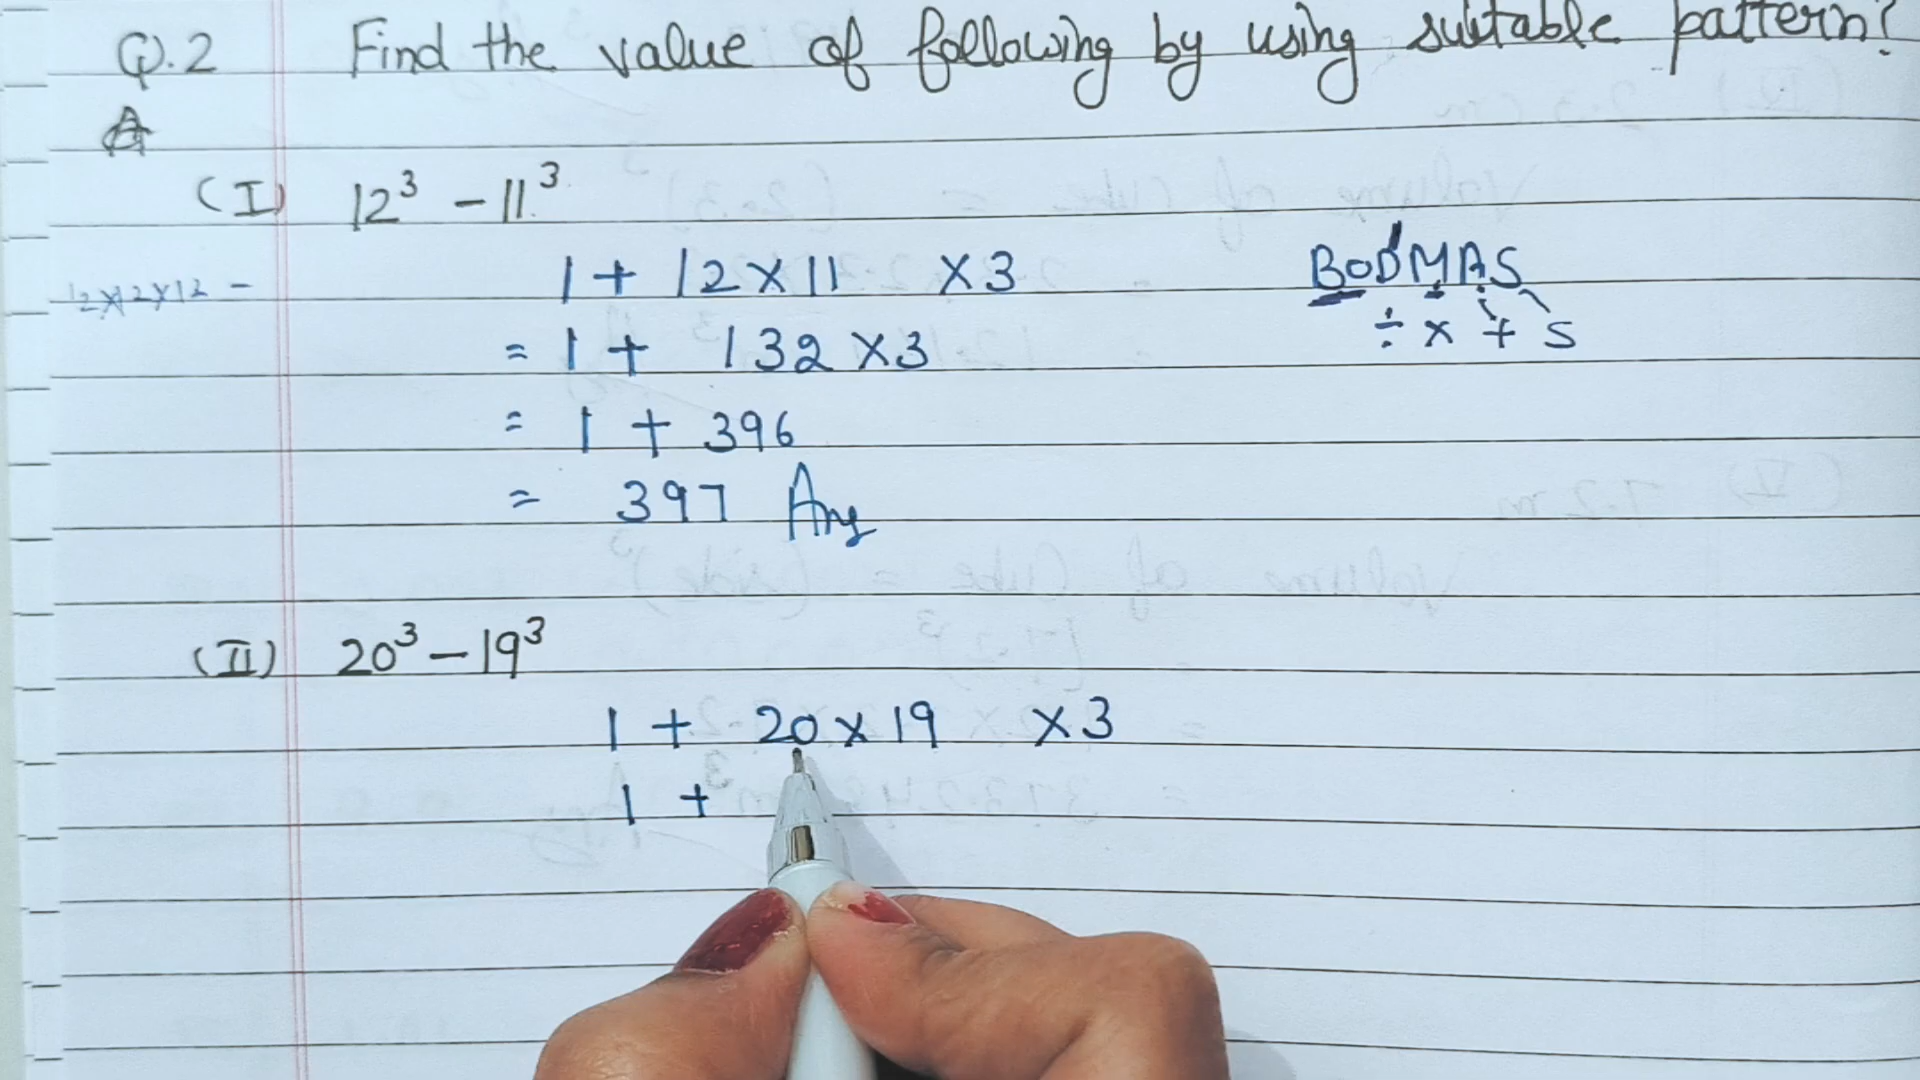 Q.2 Find the value of following by using suitable pattern?
A
(I) 12³ - 11³
1 + 12 x 11 x 3
BODMAS
12x12x12 -
= 1 + 132 x 3
÷ x + S
= 1 + 396
= 397 Ans
(II) 20³ - 19³
1 + 20 x 19 x 3
1 +